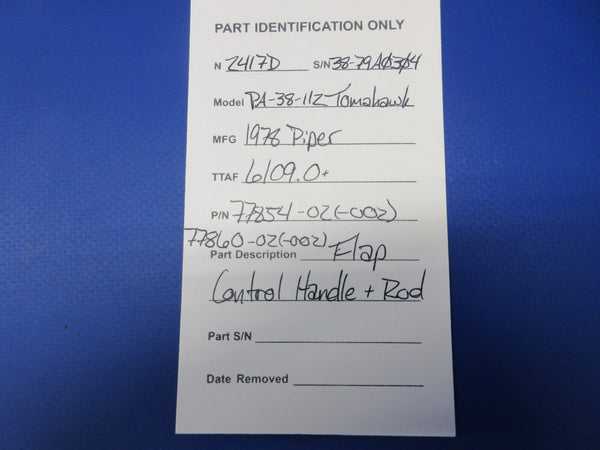 PART IDENTIFICATION ONLY
N 2417D S/N 38-79AØ3Ø4
Model PA-38-112 Tomahawk
MFG 1978 Piper
TTAF 6109.0+
P/N 77854-02(-002)
77860-02(-002)
Part Description Flap
Control Handle + Rod
Part S/N
Date Removed